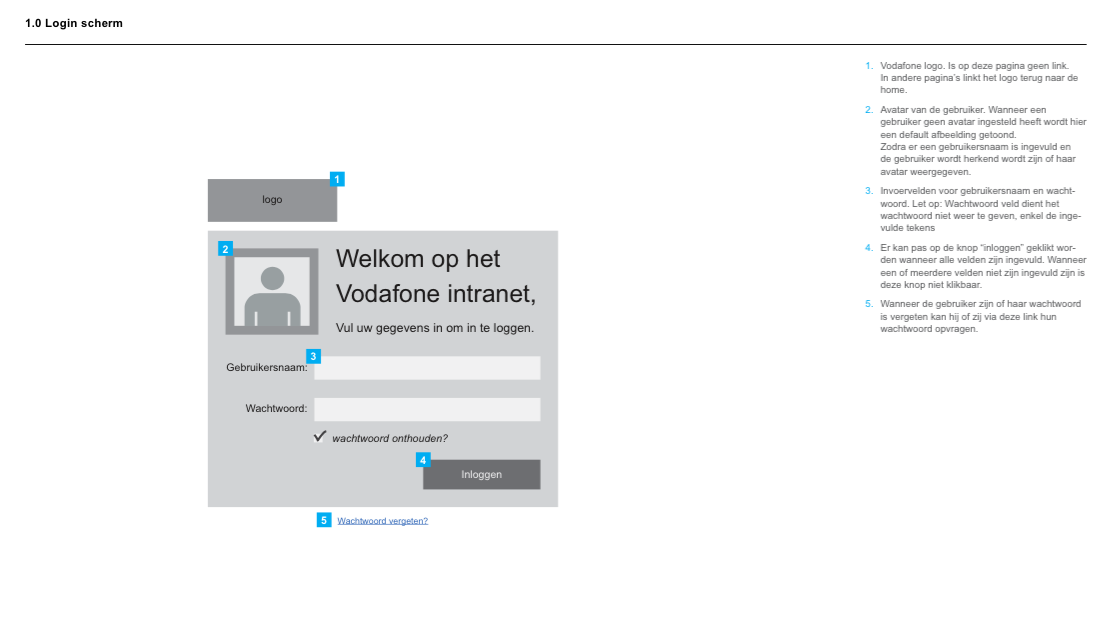 1.0 Login scherm
1
logo
2
Welkom op het
Vodafone intranet,
Vul uw gegevens in om in te loggen.
3
Gebruikersnaam:
Wachtwoord:
wachtwoord onthouden?
4
Inloggen
5 Wachtwoord vergeten?
1. Vodafone logo. Is op deze pagina geen link.
In andere pagina's linkt het logo terug naar de
home.
2. Avatar van de gebruiker. Wanneer een
gebruiker geen avatar ingesteld heeft wordt hier
een default afbeelding getoond.
Zodra er een gebruikersnaam is ingevuld en
de gebruiker wordt herkend wordt zijn of haar
avatar weergegeven.
3. Invoervelden voor gebruikersnaam en wacht-
woord. Let op: Wachtwoord veld dient het
wachtwoord niet weer te geven, enkel de inge-
vulde tekens
4. Er kan pas op de knop "inloggen" geklikt wor-
den wanneer alle velden zijn ingevuld. Wanneer
een of meerdere velden niet zijn ingevuld zijn is
deze knop niet klikbaar.
5. Wanneer de gebruiker zijn of haar wachtwoord
is vergeten kan hij of zij via deze link hun
wachtwoord opvragen.